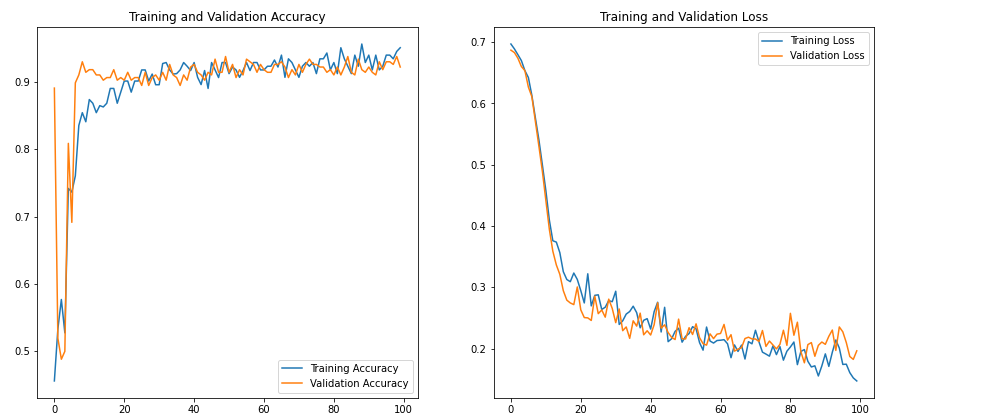 Training and Validation Accuracy
0.9
0.8
0.7
0.6
0.5
Training Accuracy
Validation Accuracy
0 20 40 60 80 100
Training and Validation Loss
0.7
0.6
0.5
0.4
0.3
0.2
Training Loss
Validation Loss
0 20 40 60 80 100